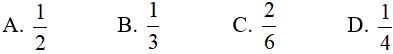 A. 1/2 B. 1/3 C. 2/6 D. 1/4